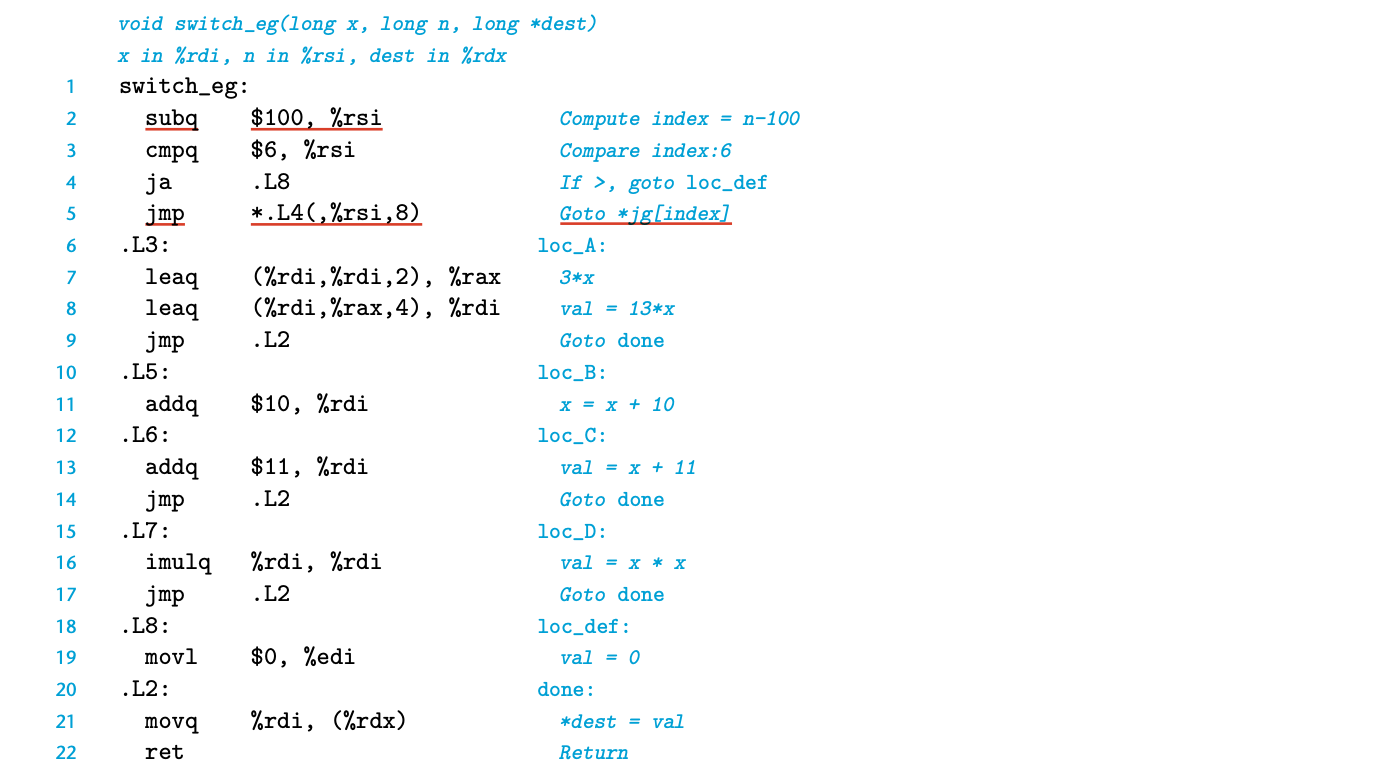 void switch_eg(long x, long n, long *dest)
x in %rdi, n in %rsi, dest in %rdx
1 switch_eg:
2 subq $100, %rsi Compute index = n-100
3 cmpq $6, %rsi Compare index:6
4 ja .L8 If >, goto loc_def
5 jmp *.L4(,%rsi,8) Goto *jg[index]
6 .L3: loc_A:
7 leaq (%rdi,%rdi,2), %rax 3*x
8 leaq (%rdi,%rax,4), %rdi val = 13*x
9 jmp .L2 Goto done
10 .L5: loc_B:
11 addq $10, %rdi x = x + 10
12 .L6: loc_C:
13 addq $11, %rdi val = x + 11
14 jmp .L2 Goto done
15 .L7: loc_D:
16 imulq %rdi, %rdi val = x * x
17 jmp .L2 Goto done
18 .L8: loc_def:
19 movl $0, %edi val = 0
20 .L2: done:
21 movq %rdi, (%rdx) *dest = val
22 ret Return